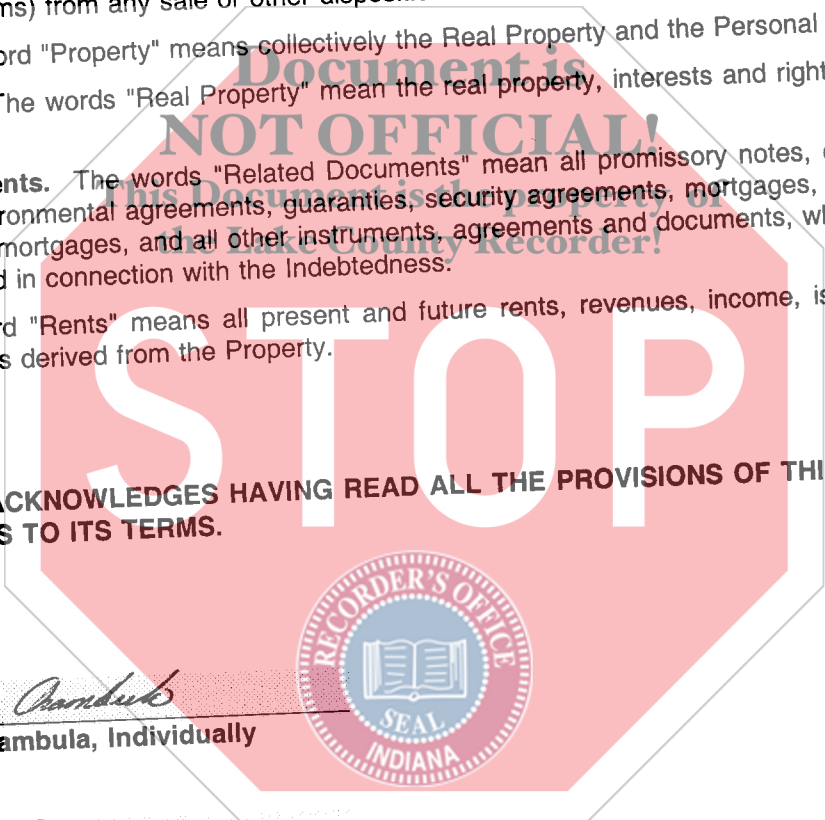 ms) from any sale or other
ord "Property" means collectively the Real Property and the Personal
The words "Real Property" mean the real property, interests and right
Document is
NOT OFFICIAL!
This Document is the property of
the Lake County Recorder!
ents. The words "Related Documents" mean all promissory notes,
ronmental agreements, guaranties, security agreements, mortgages,
mortgages, and all other instruments, agreements and documents, wh
d in connection with the Indebtedness.
rd "Rents" means all present and future rents, revenues, income, is
s derived from the Property.
STOP
ACKNOWLEDGES HAVING READ ALL THE PROVISIONS OF THI
S TO ITS TERMS.
RECORDER'S OFFICE
SEAL
INDIANA
ambula, Individually